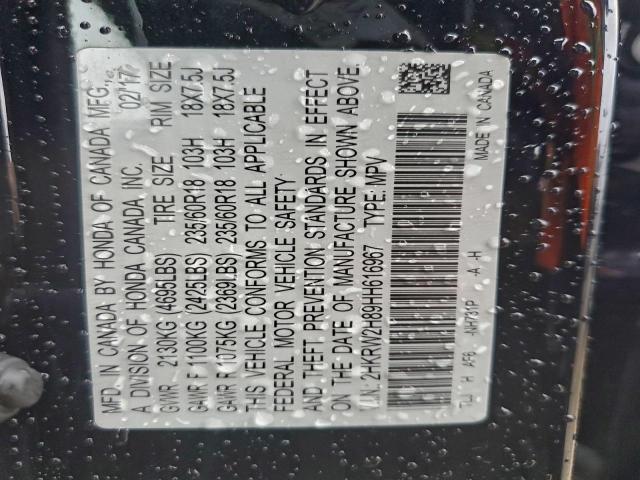 MFD. IN CANADA BY HONDA OF CANADA MFG.
A DIVISION OF HONDA CANADA, INC. 02/17
GVWR 2130KG (4695LBS) TIRE SIZE RIM SIZE
GAWR F 1100KG (2425LBS) 235/60R18 103H 18X7.5J
GAWR R 1075KG (2369LBS) 235/60R18 103H 18X7.5J
THIS VEHICLE CONFORMS TO ALL APPLICABLE
FEDERAL MOTOR VEHICLE SAFETY
AND THEFT PREVENTION STANDARDS IN EFFECT
ON THE DATE OF MANUFACTURE SHOWN ABOVE.
V.I.N.: 2HKRW2H89HH616967 TYPE: MPV
TLJ H AF6 -NH731P -A -H MADE IN CANADA